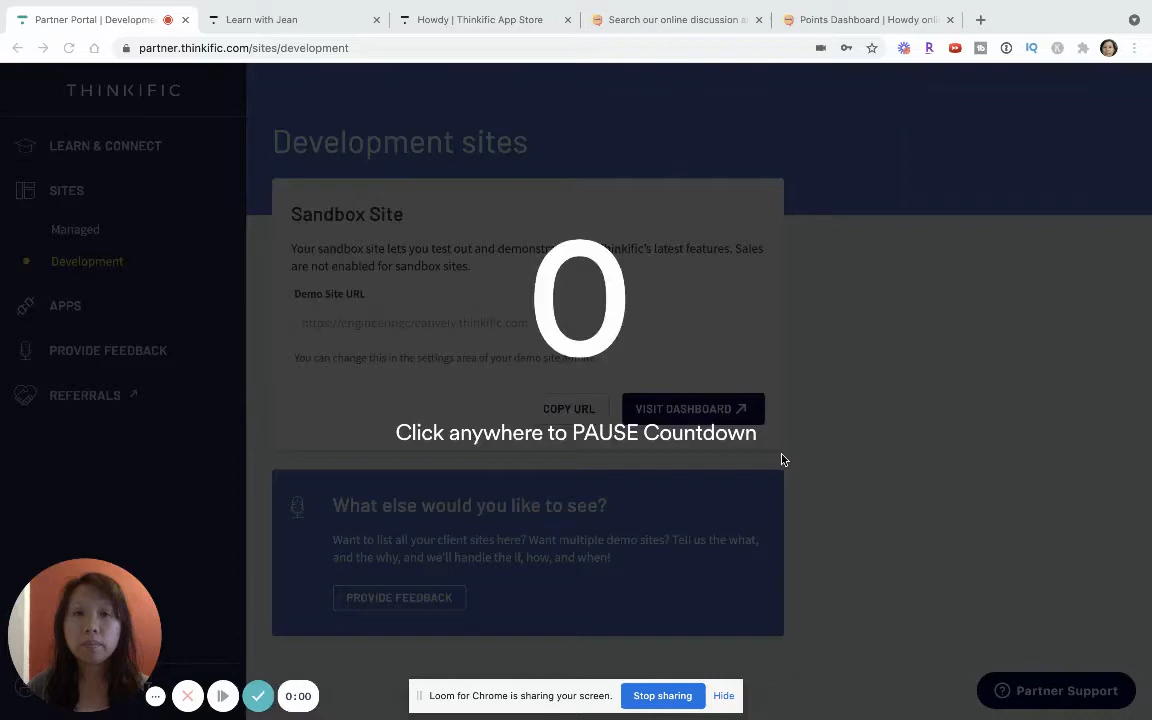 Partner Portal | Developme
Learn with Jean
Howdy | Thinkific App Store
Search our online discussion a
Points Dashboard | Howdy onli
partner.thinkific.com/sites/development
THINKIFIC
LEARN & CONNECT
SITES
Managed
Development
APPS
PROVIDE FEEDBACK
REFERRALS
Development sites
Sandbox Site
Your sandbox site lets you test out and demonstra Thinkific's latest features. Sales
are not enabled for sandbox sites.
Demo Site URL
https://engineeringcreatively.thinkific.com
You can change this in the settings area of your demo site
0
COPY URL
VISIT DASHBOARD
Click anywhere to PAUSE Countdown
What else would you like to see?
Want to list all your client sites here? Want multiple demo sites? Tell us the what,
and the why, and we'll handle the if, how, and when!
PROVIDE FEEDBACK
0:00
Loom for Chrome is sharing your screen.
Stop sharing
Hide
Partner Support